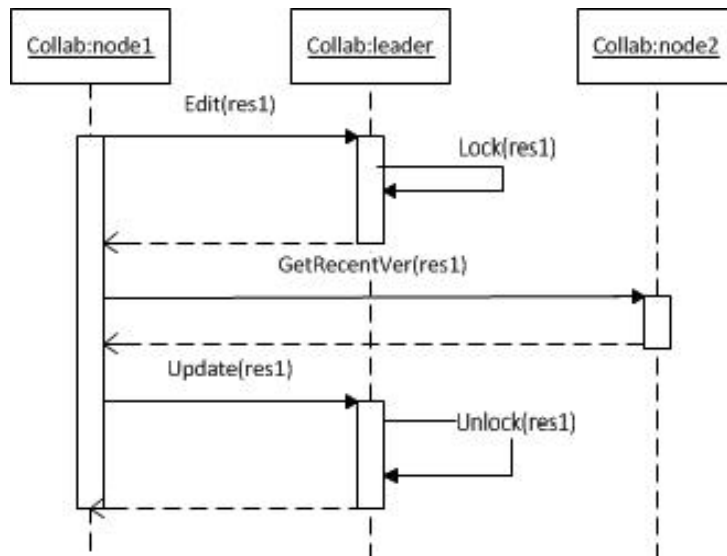 Collab:node1
Collab:leader
Collab:node2
Edit(res1)
Lock(res1)
GetRecentVer(res1)
Update(res1)
Unlock(res1)